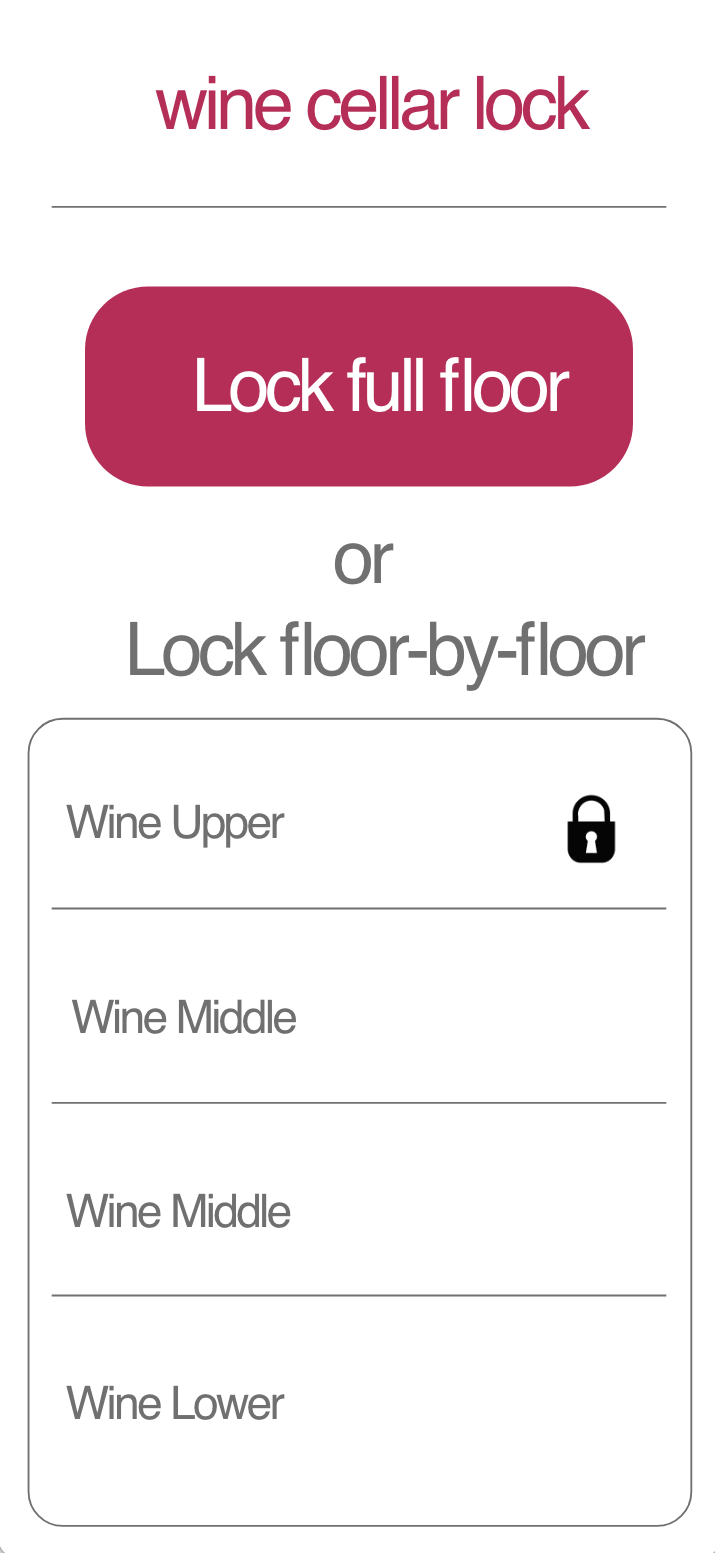 wine cellar lock
Lock full floor
or
Lock floor-by-floor
Wine Upper
Wine Middle
Wine Middle
Wine Lower